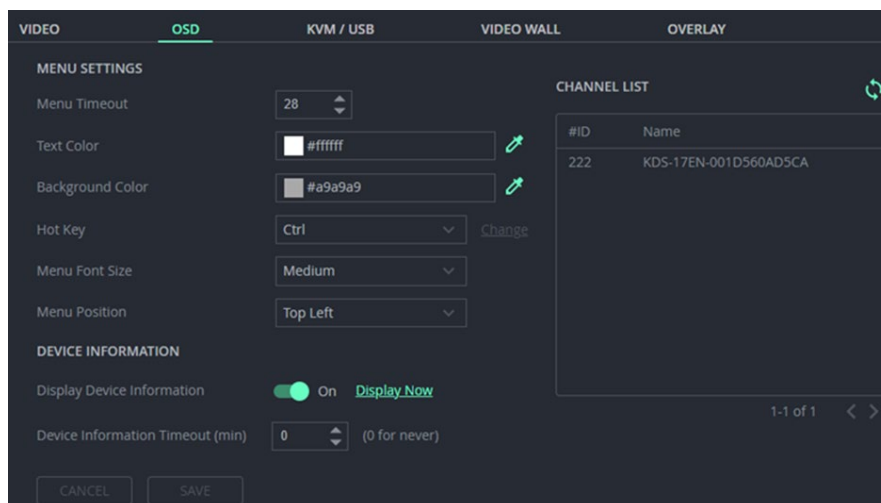 VIDEO OSD KVM / USB VIDEO WALL OVERLAY
MENU SETTINGS
Menu Timeout 28
Text Color #ffffff
Background Color #a9a9a9
Hot Key Ctrl Change
Menu Font Size Medium
Menu Position Top Left
DEVICE INFORMATION
Display Device Information On Display Now
Device Information Timeout (min) 0 (0 for never)
CANCEL SAVE
CHANNEL LIST
#ID Name
222 KDS-17EN-001D560AD5CA
1-1 of 1